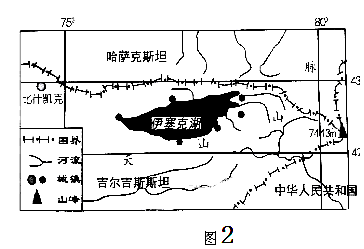 75° 80°
哈萨克斯坦
脉
43
比什凯克
伊塞克湖
山
7443m
国界
河流
城镇
山峰
天 山
42
吉尔吉斯斯坦
中华人民共和国
图2